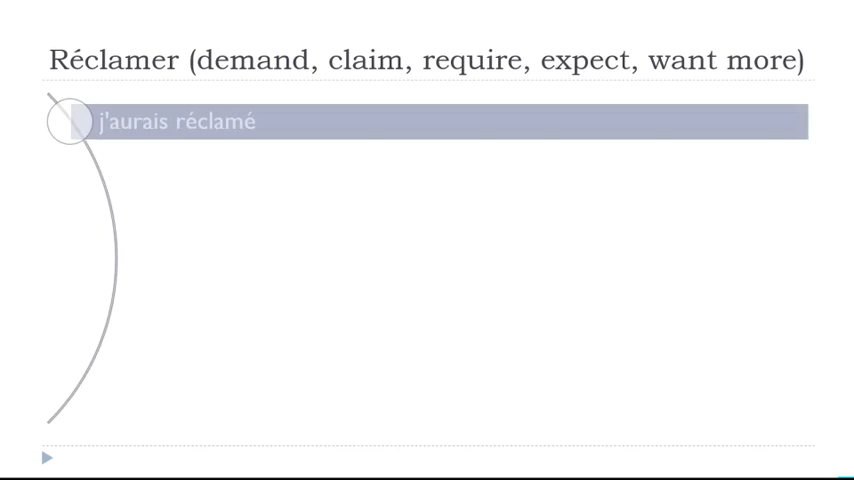 Réclamer (demand, claim, require, expect, want more)
j'aurais réclamé